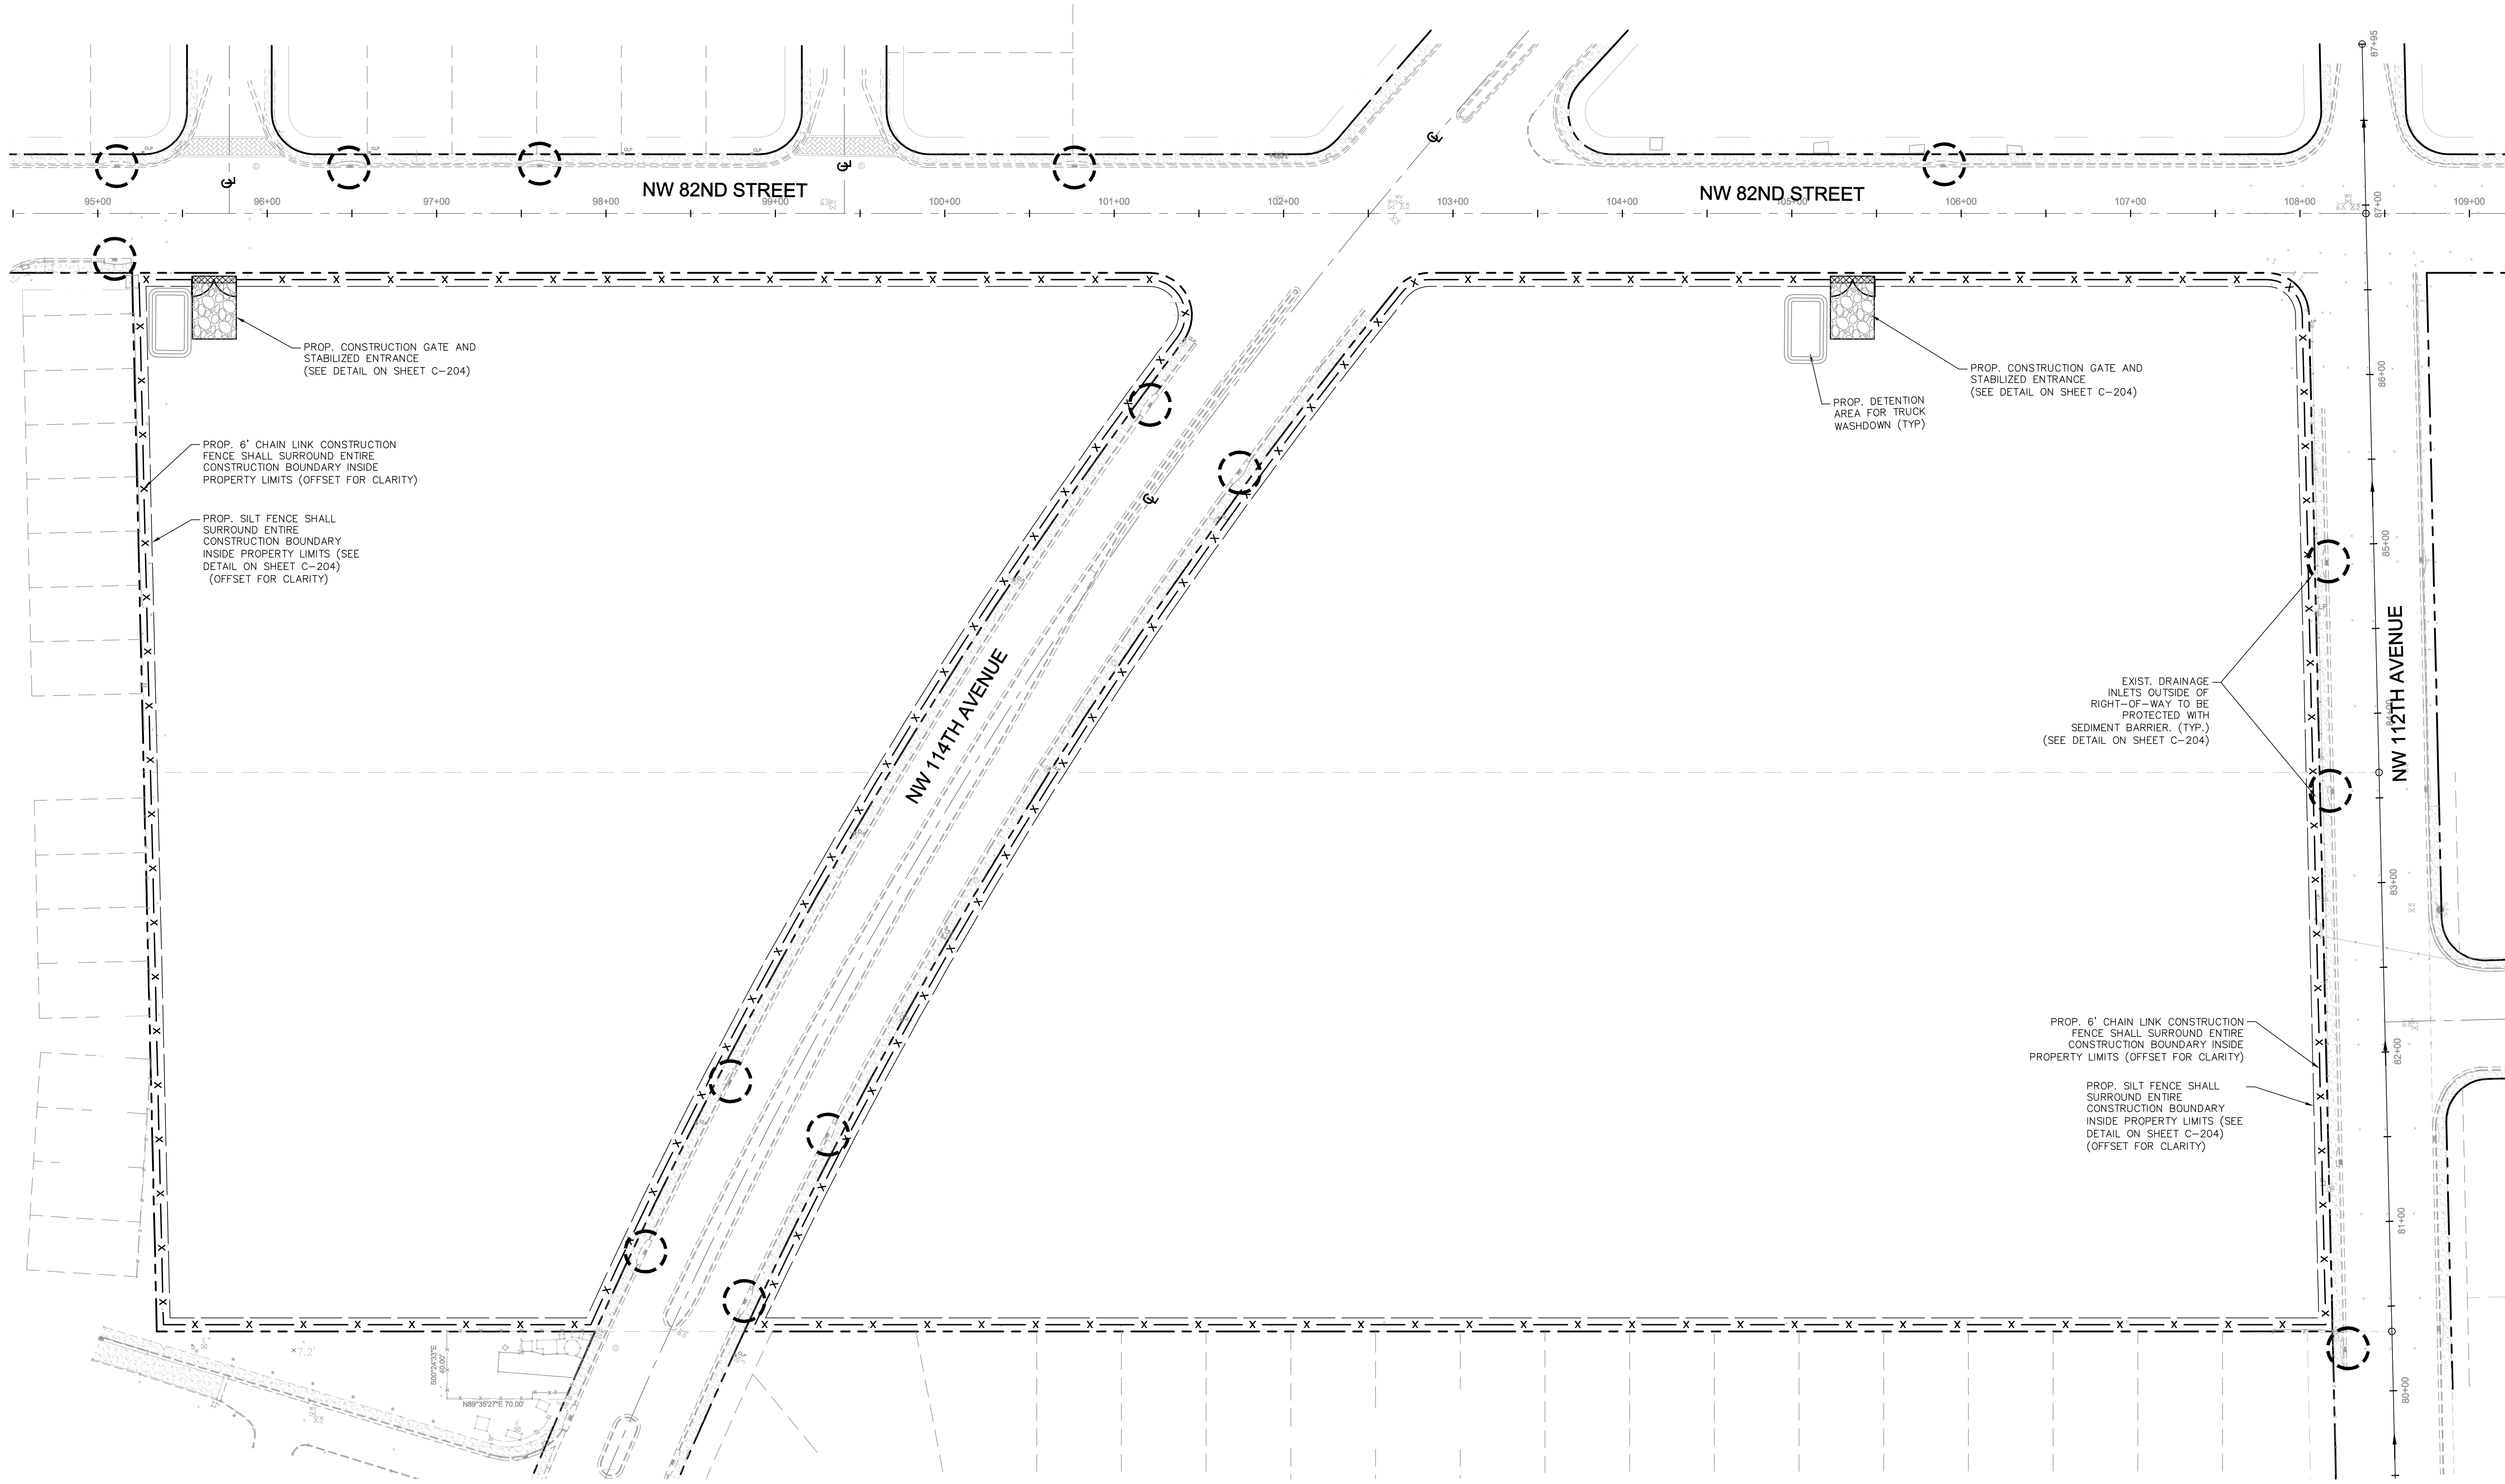 87+95
NW 82ND STREET
NW 82ND STREET
95+00
96+00
97+00
98+00
99+00
100+00
101+00
102+00
103+00
104+00
105+00
106+00
107+00
108+00
109+00
87+00
PROP. CONSTRUCTION GATE AND
STABILIZED ENTRANCE
(SEE DETAIL ON SHEET C-204)
PROP. CONSTRUCTION GATE AND
STABILIZED ENTRANCE
(SEE DETAIL ON SHEET C-204)
86+00
PROP. DETENTION
AREA FOR TRUCK
WASHDOWN (TYP)
PROP. 6' CHAIN LINK CONSTRUCTION
FENCE SHALL SURROUND ENTIRE
CONSTRUCTION BOUNDARY INSIDE
PROPERTY LIMITS (OFFSET FOR CLARITY)
PROP. SILT FENCE SHALL
SURROUND ENTIRE
CONSTRUCTION BOUNDARY
INSIDE PROPERTY LIMITS (SEE
DETAIL ON SHEET C-204)
(OFFSET FOR CLARITY)
85+00
NW 114TH AVENUE
EXIST. DRAINAGE
INLETS OUTSIDE OF
RIGHT-OF-WAY TO BE
PROTECTED WITH
SEDIMENT BARRIER. (TYP.)
(SEE DETAIL ON SHEET C-204)
84+00
NW 112TH AVENUE
83+00
PROP. 6' CHAIN LINK CONSTRUCTION
FENCE SHALL SURROUND ENTIRE
CONSTRUCTION BOUNDARY INSIDE
PROPERTY LIMITS (OFFSET FOR CLARITY)
82+00
PROP. SILT FENCE SHALL
SURROUND ENTIRE
CONSTRUCTION BOUNDARY
INSIDE PROPERTY LIMITS (SEE
DETAIL ON SHEET C-204)
(OFFSET FOR CLARITY)
81+00
7.2'
S00°24'33"E
40.00'
N89°35'27"E 70.00'
80+00